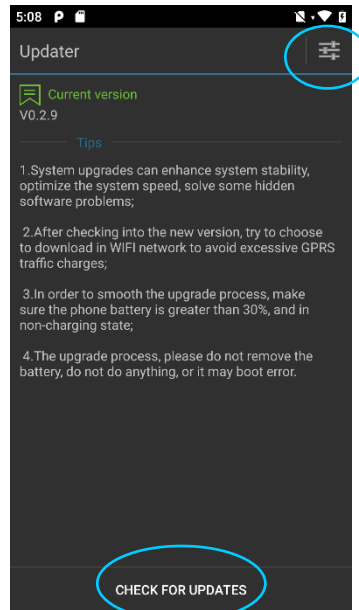 5:08
Updater
Current version
V0.2.9
Tips
1.System upgrades can enhance system stability,
optimize the system speed, solve some hidden
software problems;
2.After checking into the new version, try to choose
to download in WIFI network to avoid excessive GPRS
traffic charges;
3.In order to smooth the upgrade process, make
sure the phone battery is greater than 30%, and in
non-charging state;
4.The upgrade process, please do not remove the
battery, do not do anything, or it may boot error.
CHECK FOR UPDATES